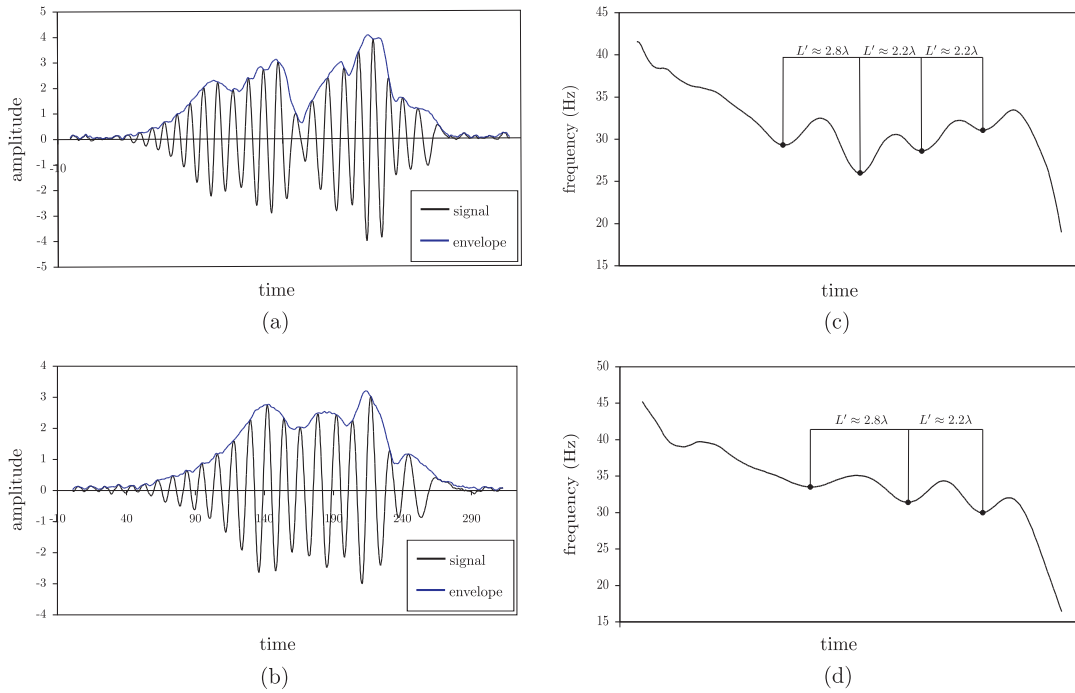 5
4
3
2
1
0
-1
-2
-3
-4
-5
-10
amplitude
signal
envelope
time
(a)
45
40
35
30
25
20
15
frequency (Hz)
L′ ≈ 2.8λ L′ ≈ 2.2λ L′ ≈ 2.2λ
time
(c)
4
3
2
1
0
-1
-2
-3
-4
-10 40 90 140 190 240 290
amplitude
signal
envelope
time
(b)
50
45
40
35
30
25
20
15
frequency (Hz)
L′ ≈ 2.8λ L′ ≈ 2.2λ
time
(d)